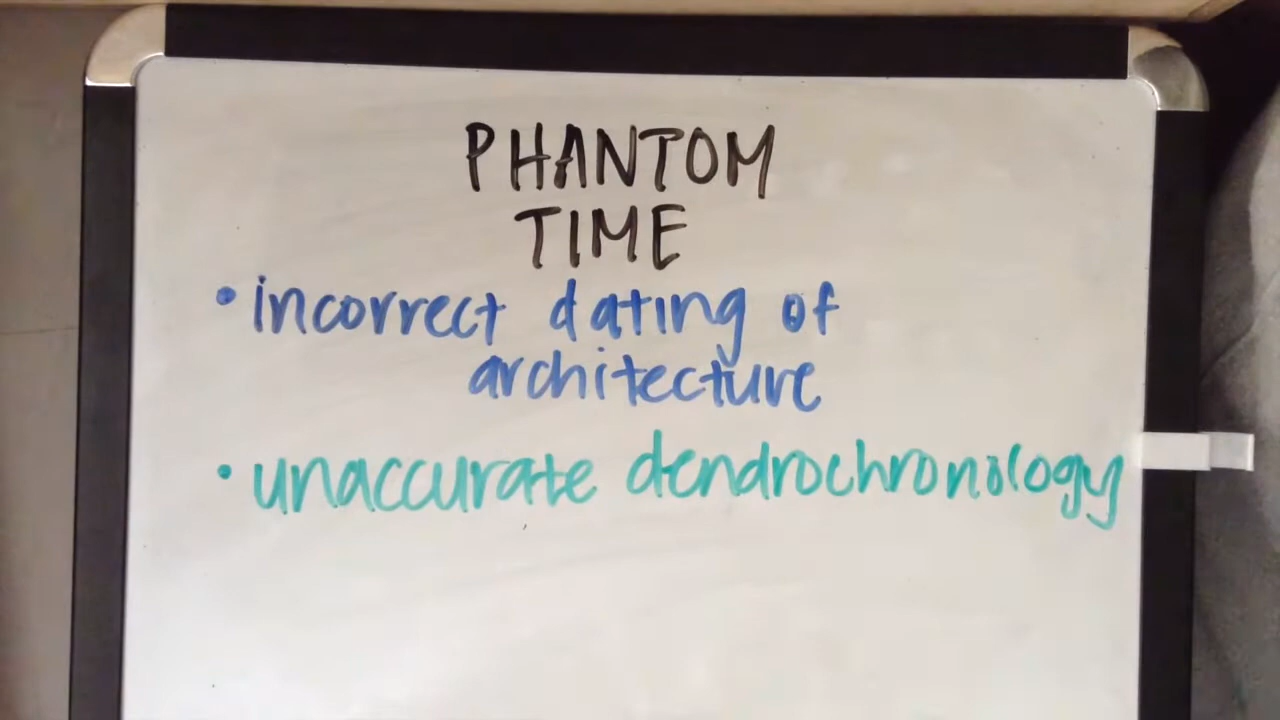 PHANTOM
TIME
• incorrect dating of
architecture
• unaccurate dendrochronology